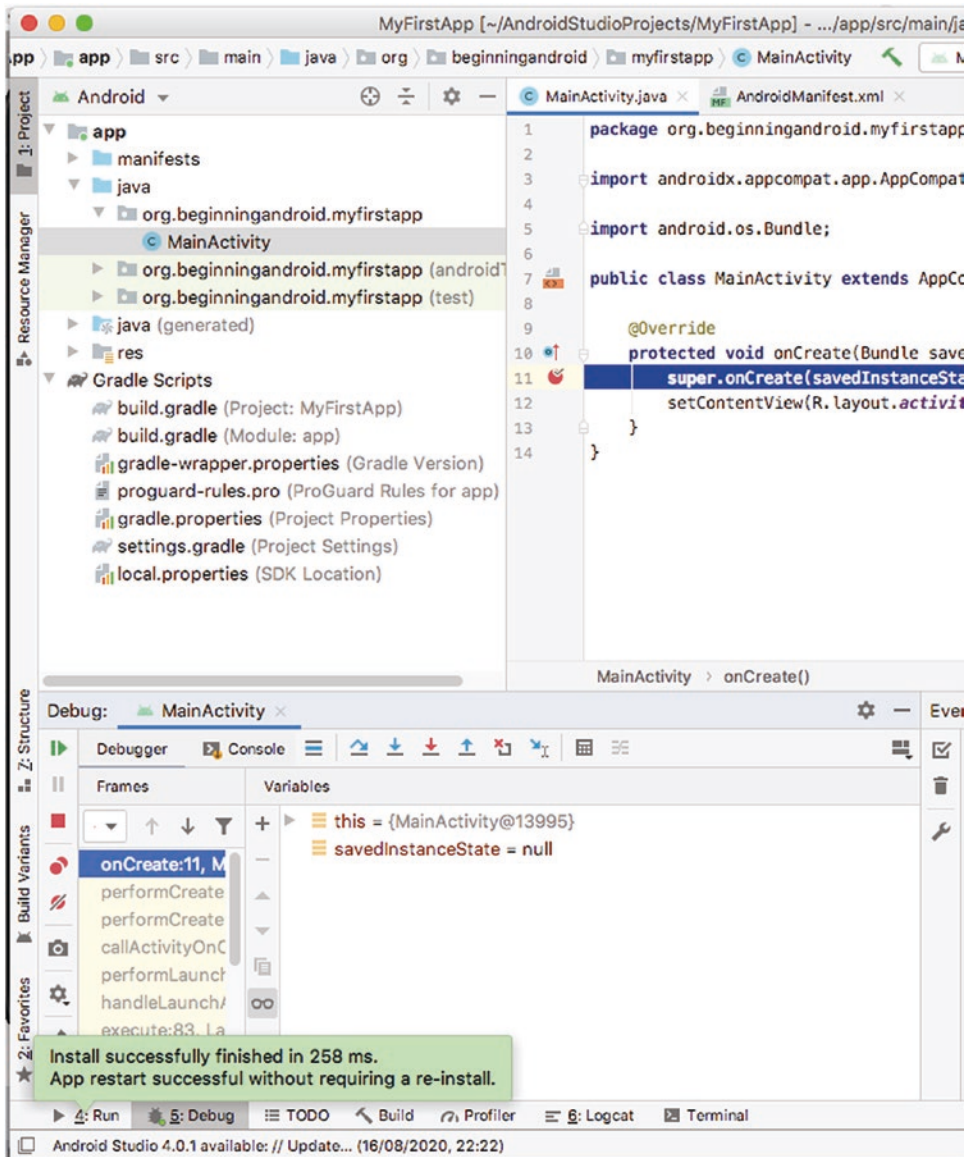 MyFirstApp [~/AndroidStudioProjects/MyFirstApp] - .../app/src/main/ja
app src main java org beginningandroid myfirstapp MainActivity
1: Project
Resource Manager
Z: Structure
Build Variants
2: Favorites
Android
app
manifests
java
org.beginningandroid.myfirstapp
MainActivity
org.beginningandroid.myfirstapp (androidT
org.beginningandroid.myfirstapp (test)
java (generated)
res
Gradle Scripts
build.gradle (Project: MyFirstApp)
build.gradle (Module: app)
gradle-wrapper.properties (Gradle Version)
proguard-rules.pro (ProGuard Rules for app)
gradle.properties (Project Properties)
settings.gradle (Project Settings)
local.properties (SDK Location)
MainActivity.java AndroidManifest.xml
1 package org.beginningandroid.myfirstapp
2
3 import androidx.appcompat.app.AppCompat
4
5 import android.os.Bundle;
6
7 public class MainActivity extends AppCo
8
9 @Override
10 protected void onCreate(Bundle save
11 super.onCreate(savedInstanceSta
12 setContentView(R.layout.activit
13 }
14 }
MainActivity > onCreate()
Debug: MainActivity
Even
Debugger Console
Frames Variables
onCreate:11, M
performCreate
performCreate
callActivityOnC
performLaunch
handleLaunchA
execute:83, La
this = {MainActivity@13995}
savedInstanceState = null
Install successfully finished in 258 ms.
App restart successful without requiring a re-install.
4: Run 5: Debug TODO Build Profiler 6: Logcat Terminal
Android Studio 4.0.1 available: // Update... (16/08/2020, 22:22)